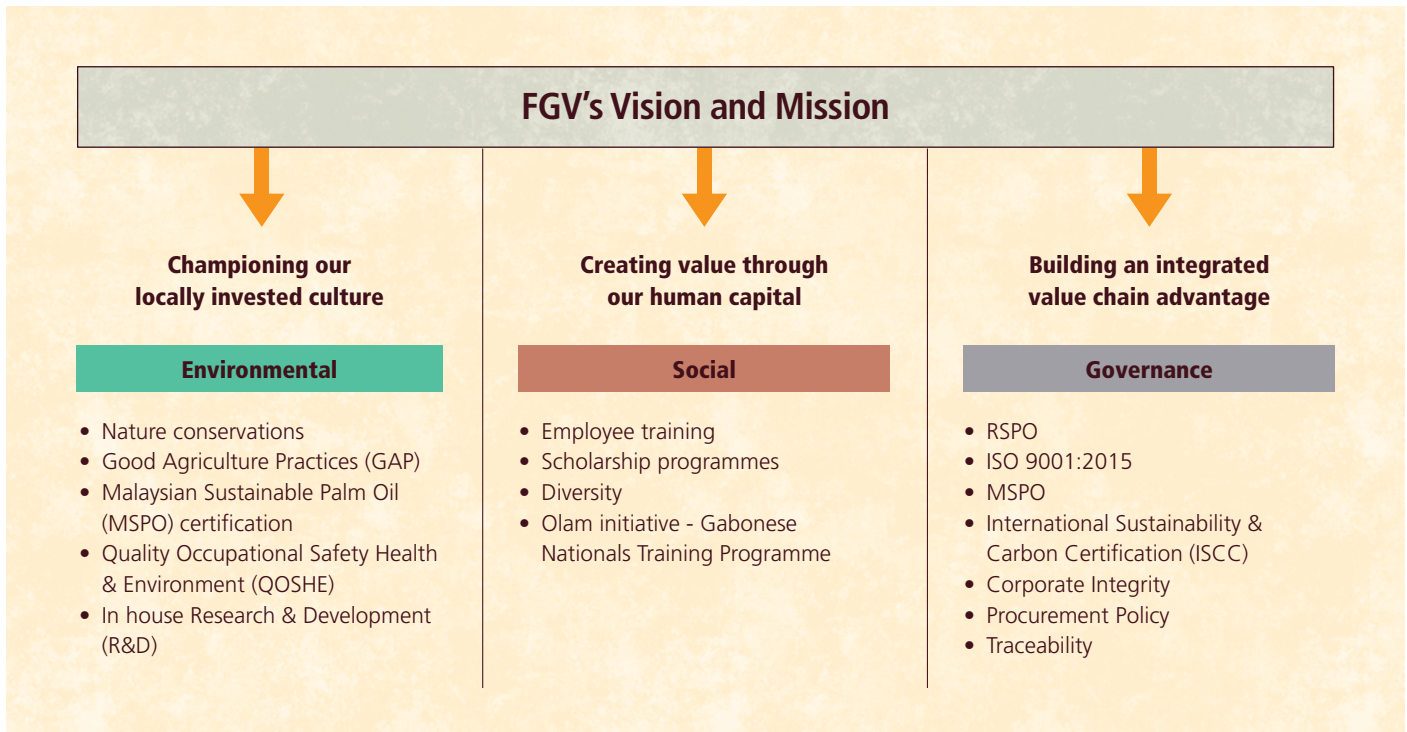 FGV's Vision and Mission
Championing our
locally invested culture
Environmental
• Nature conservations
• Good Agriculture Practices (GAP)
• Malaysian Sustainable Palm Oil
(MSPO) certification
• Quality Occupational Safety Health
& Environment (QOSHE)
• In house Research & Development
(R&D)
Creating value through
our human capital
Social
• Employee training
• Scholarship programmes
• Diversity
• Olam initiative - Gabonese
Nationals Training Programme
Building an integrated
value chain advantage
Governance
• RSPO
• ISO 9001:2015
• MSPO
• International Sustainability &
Carbon Certification (ISCC)
• Corporate Integrity
• Procurement Policy
• Traceability